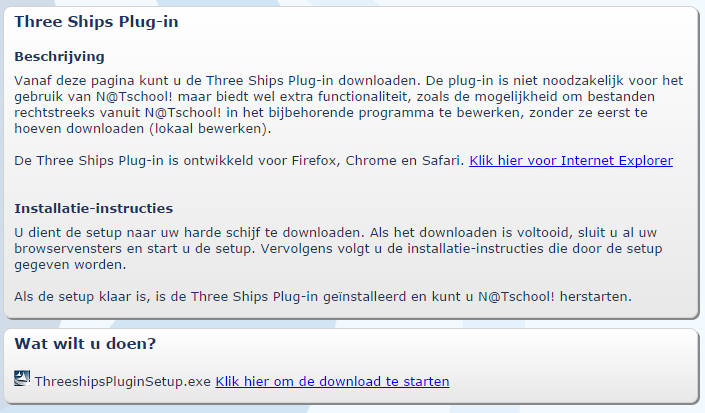 Three Ships Plug-in
Beschrijving
Vanaf deze pagina kunt u de Three Ships Plug-in downloaden. De plug-in is niet noodzakelijk voor het
gebruik van N@Tschool! maar biedt wel extra functionaliteit, zoals de mogelijkheid om bestanden
rechtstreeks vanuit N@Tschool! in het bijbehorende programma te bewerken, zonder ze eerst te
hoeven downloaden (lokaal bewerken).
De Three Ships Plug-in is ontwikkeld voor Firefox, Chrome en Safari. Klik hier voor Internet Explorer
Installatie-instructies
U dient de setup naar uw harde schijf te downloaden. Als het downloaden is voltooid, sluit u al uw
browservensters en start u de setup. Vervolgens volgt u de installatie-instructies die door de setup
gegeven worden.
Als de setup klaar is, is de Three Ships Plug-in geïnstalleerd en kunt u N@Tschool! herstarten.
Wat wilt u doen?
ThreeshipsPluginSetup.exe Klik hier om de download te starten